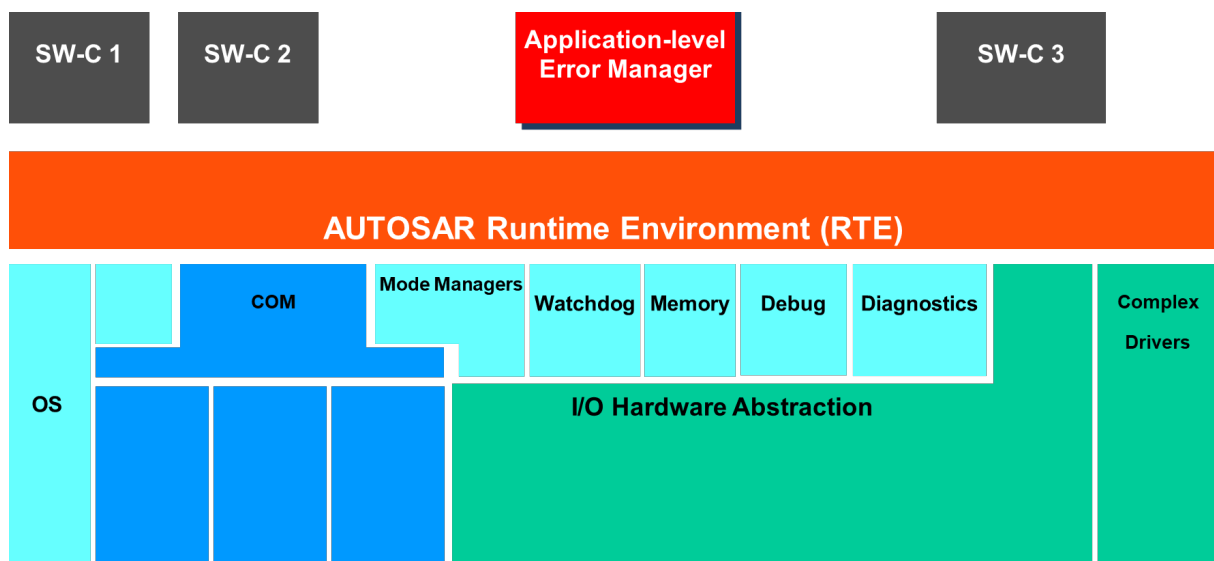 SW-C 1
SW-C 2
Application-level
Error Manager
SW-C 3
AUTOSAR Runtime Environment (RTE)
OS
COM
Mode Managers
Watchdog
Memory
Debug
Diagnostics
Complex
Drivers
I/O Hardware Abstraction